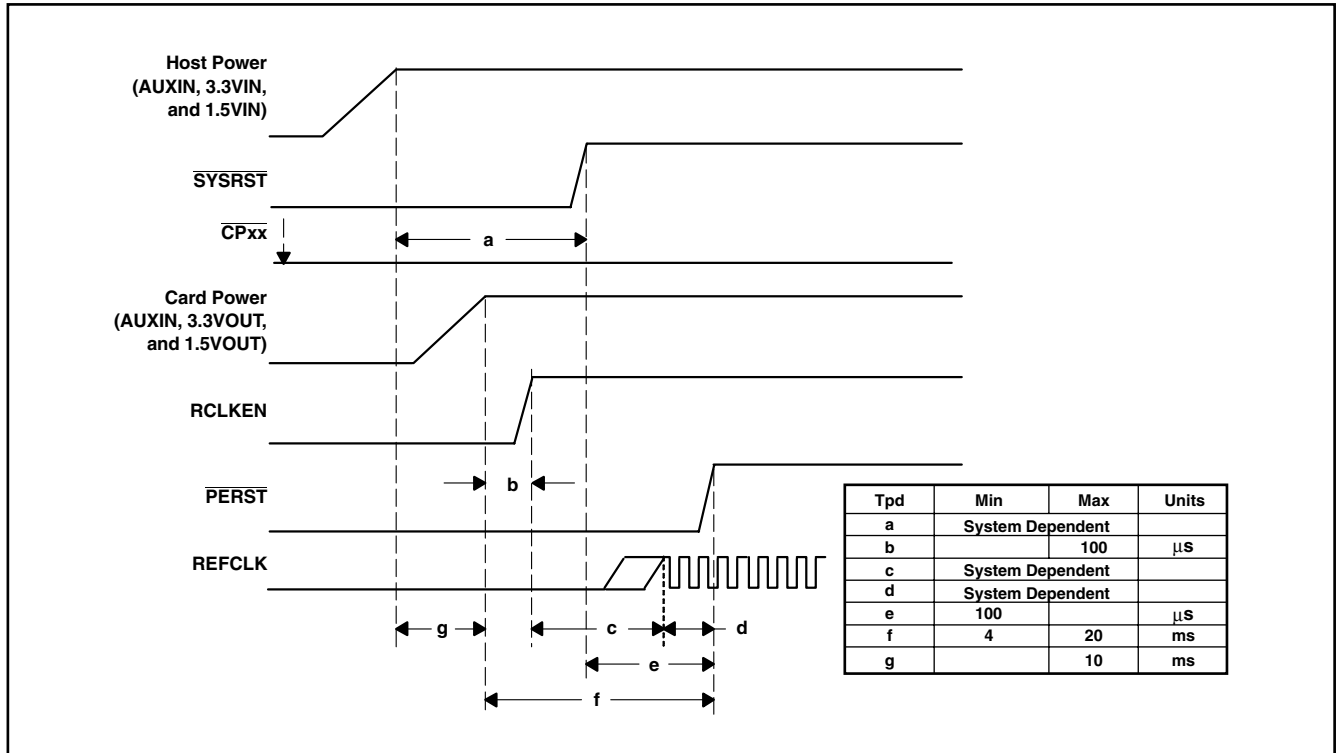 Host Power
(AUXIN, 3.3VIN,
and 1.5VIN)
SYSRST
CPxx
a
Card Power
(AUXIN, 3.3VOUT,
and 1.5VOUT)
RCLKEN
b
PERST
REFCLK
g
c
d
e
f
Tpd Min Max Units
a System Dependent
b 100 μs
c System Dependent
d System Dependent
e 100 μs
f 4 20 ms
g 10 ms